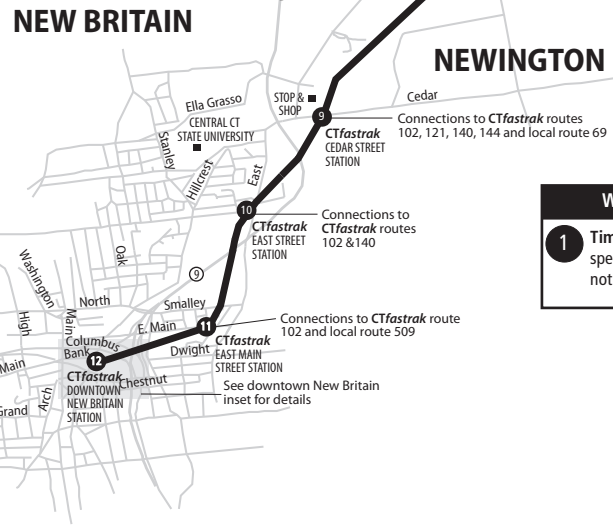 NEW BRITAIN
NEWINGTON
Ella Grasso
STOP &
SHOP
Cedar
CENTRAL CT
STATE UNIVERSITY
Stanley
Hillcrest
East
9
CTfastrak
CEDAR STREET
STATION
Connections to CTfastrak routes
102, 121, 140, 144 and local route 69
10
CTfastrak
EAST STREET
STATION
Connections to
CTfastrak routes
102 &140
W
1
Tim
spe
not
Washington
Oak
9
North
Smalley
High
Main
Columbus
Bank
E. Main
11
Dwight
CTfastrak
EAST MAIN
STREET STATION
Connections to CTfastrak route
102 and local route 509
Main
12
CTfastrak
DOWNTOWN
NEW BRITAIN
STATION
Chestnut
See downtown New Britain
inset for details
Arch
Grand